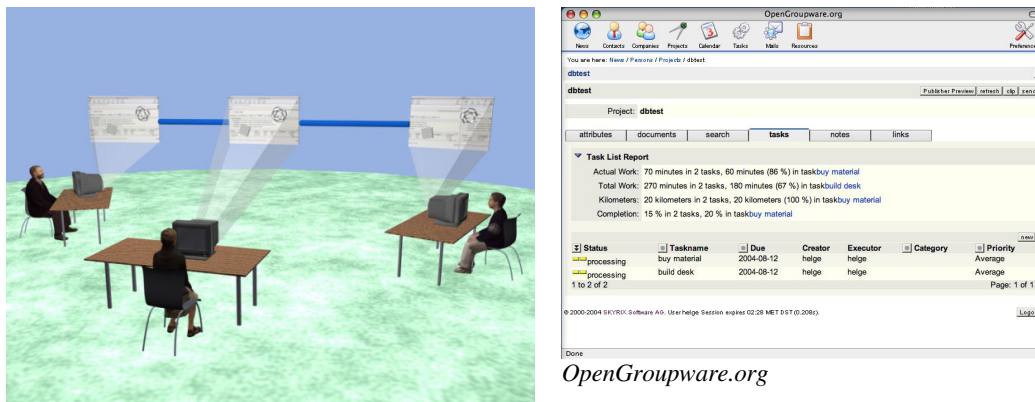 OpenGroupware.org
News Contacts Companies Projects Calendar Tasks Mails Resources Preference
You are here: News / Persons / Projects / dbtest
dbtest
dbtest Publisher Preview refresh clip send
Project: dbtest
attributes documents search tasks notes links
Task List Report
Actual Work: 70 minutes in 2 tasks, 60 minutes (86 %) in taskbuy material
Total Work: 270 minutes in 2 tasks, 180 minutes (67 %) in taskbuild desk
Kilometers: 20 kilometers in 2 tasks, 20 kilometers (100 %) in taskbuy material
Completion: 15 % in 2 tasks, 20 % in taskbuy material
new
Status Taskname Due Creator Executor Category Priority
processing buy material 2004-08-12 helge helge Average
processing build desk 2004-08-12 helge helge Average
1 to 2 of 2 Page: 1 of 1
© 2000-2004 SKYRIX Software AG. User helge Session expires 02:28 MET DST (0.208s). Logo
Done
OpenGroupware.org